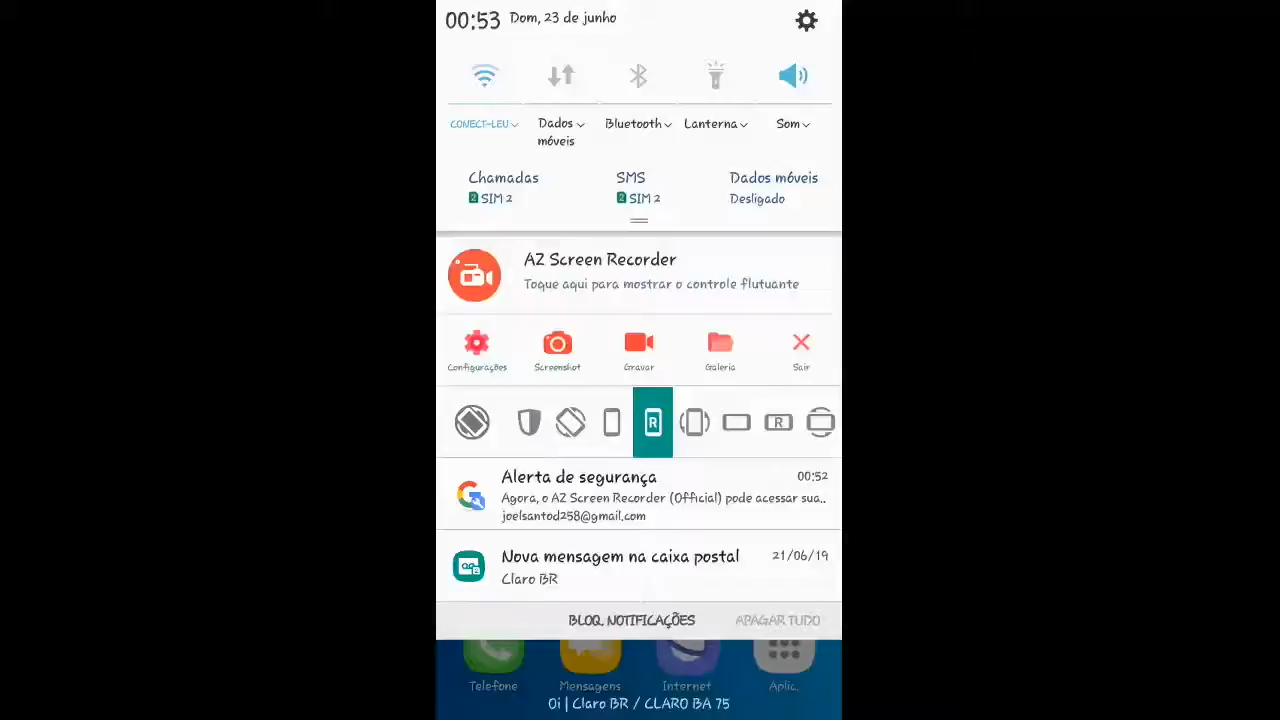 00:53 Dom, 23 de junho
CONECT-LEU Dados móveis Bluetooth Lanterna Som
Chamadas SMS Dados móveis
2 SIM 2 2 SIM 2 Desligado
AZ Screen Recorder
Toque aqui para mostrar o controle flutuante
Configurações Screenshot Gravar Galeria Sair
R R
Alerta de segurança 00:52
Agora, o AZ Screen Recorder (Official) pode acessar sua..
joelsantod258@gmail.com
Nova mensagem na caixa postal 21/06/19
Claro BR
BLOQ. NOTIFICAÇÕES APAGAR TUDO
Telefone Mensagens Internet Aplic.
Oi | Claro BR / CLARO BA 75